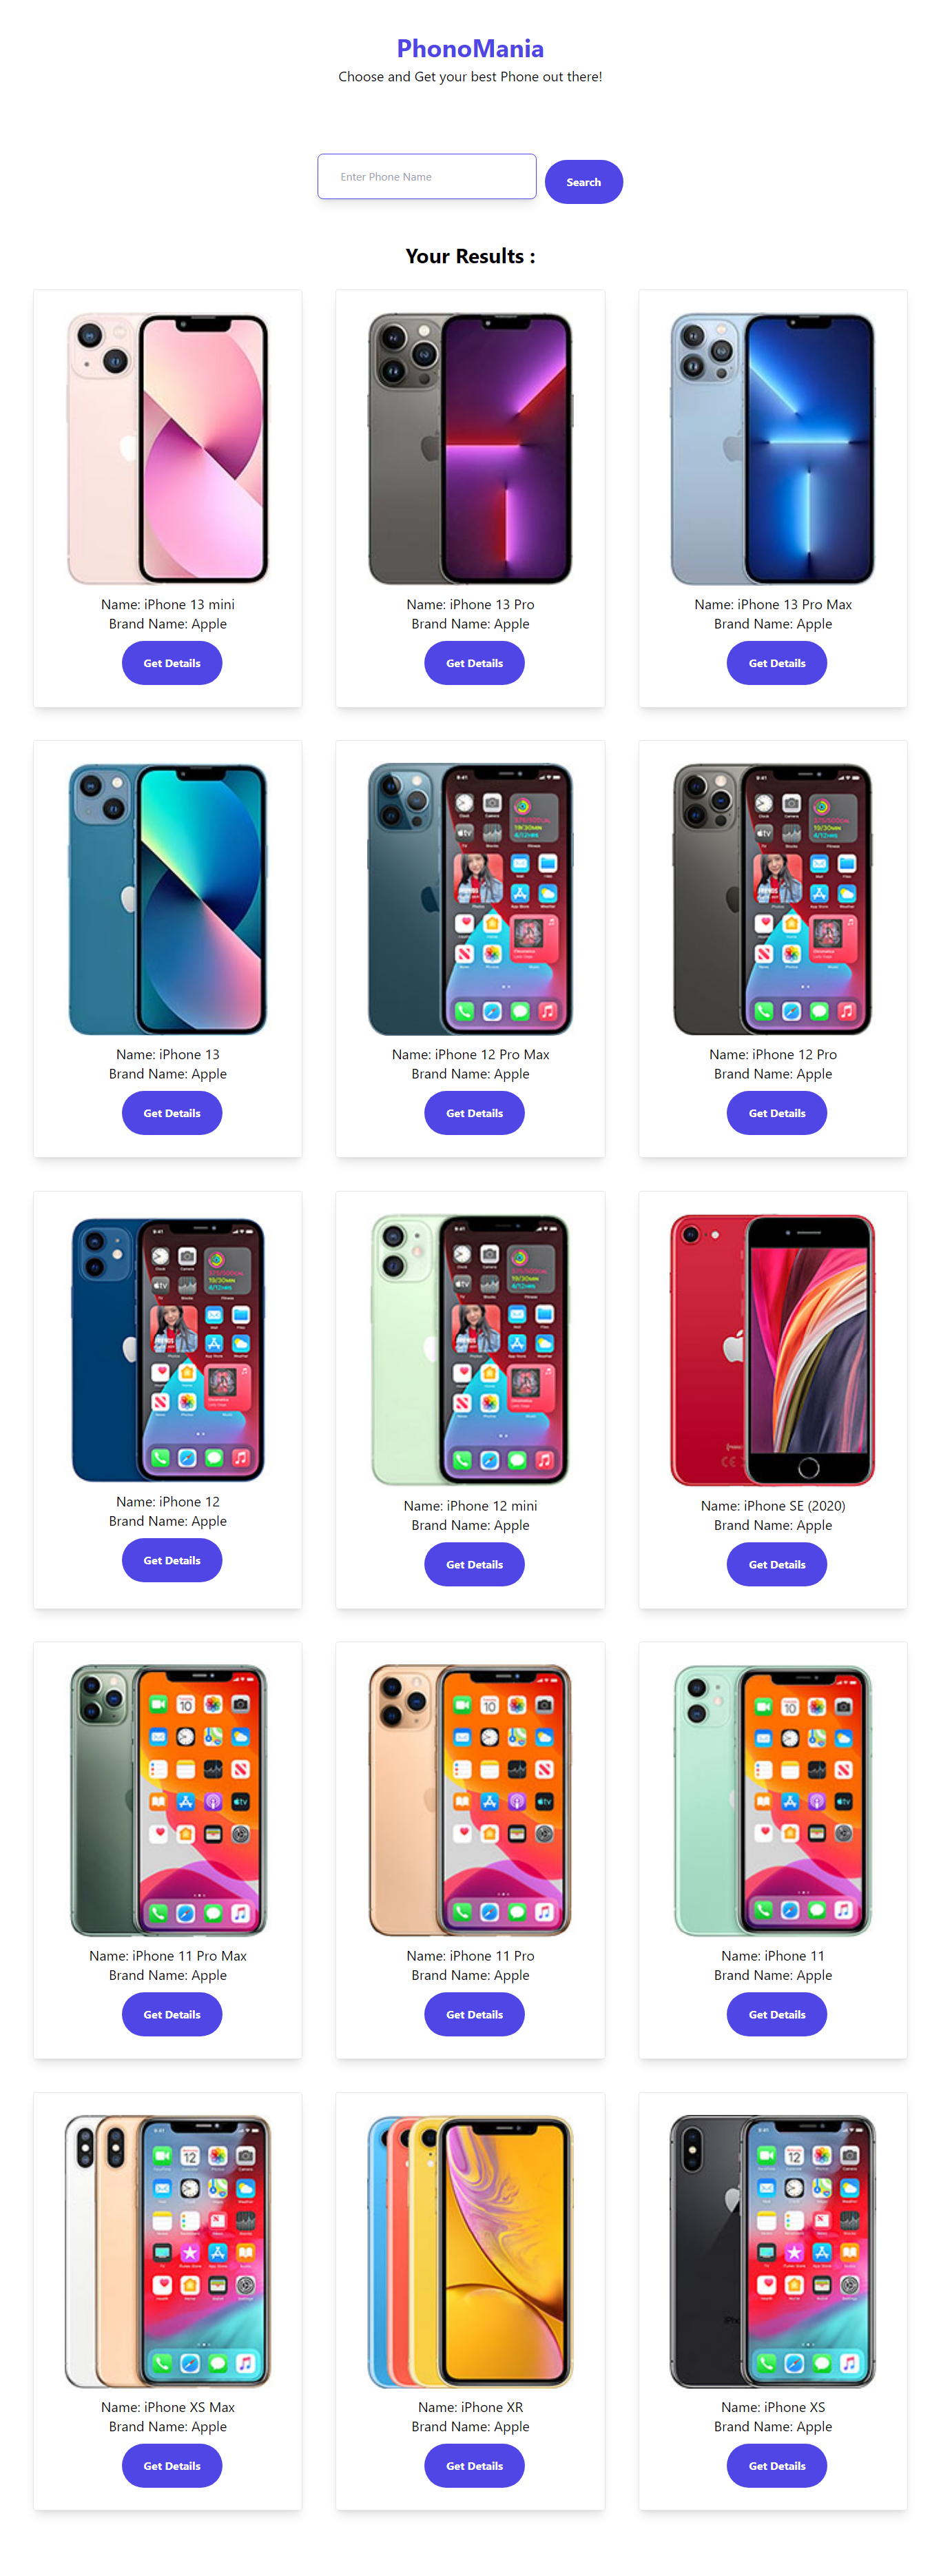 PhonoMania
Choose and Get your best Phone out there!
Enter Phone Name
Search
Your Results :
Name: iPhone 13 mini
Brand Name: Apple
Get Details
Name: iPhone 13 Pro
Brand Name: Apple
Get Details
Name: iPhone 13 Pro Max
Brand Name: Apple
Get Details
Name: iPhone 13
Brand Name: Apple
Get Details
Name: iPhone 12 Pro Max
Brand Name: Apple
Get Details
Name: iPhone 12 Pro
Brand Name: Apple
Get Details
Name: iPhone 12
Brand Name: Apple
Get Details
Name: iPhone 12 mini
Brand Name: Apple
Get Details
Name: iPhone SE (2020)
Brand Name: Apple
Get Details
Name: iPhone 11 Pro Max
Brand Name: Apple
Get Details
Name: iPhone 11 Pro
Brand Name: Apple
Get Details
Name: iPhone 11
Brand Name: Apple
Get Details
Name: iPhone XS Max
Brand Name: Apple
Get Details
Name: iPhone XR
Brand Name: Apple
Get Details
Name: iPhone XS
Brand Name: Apple
Get Details